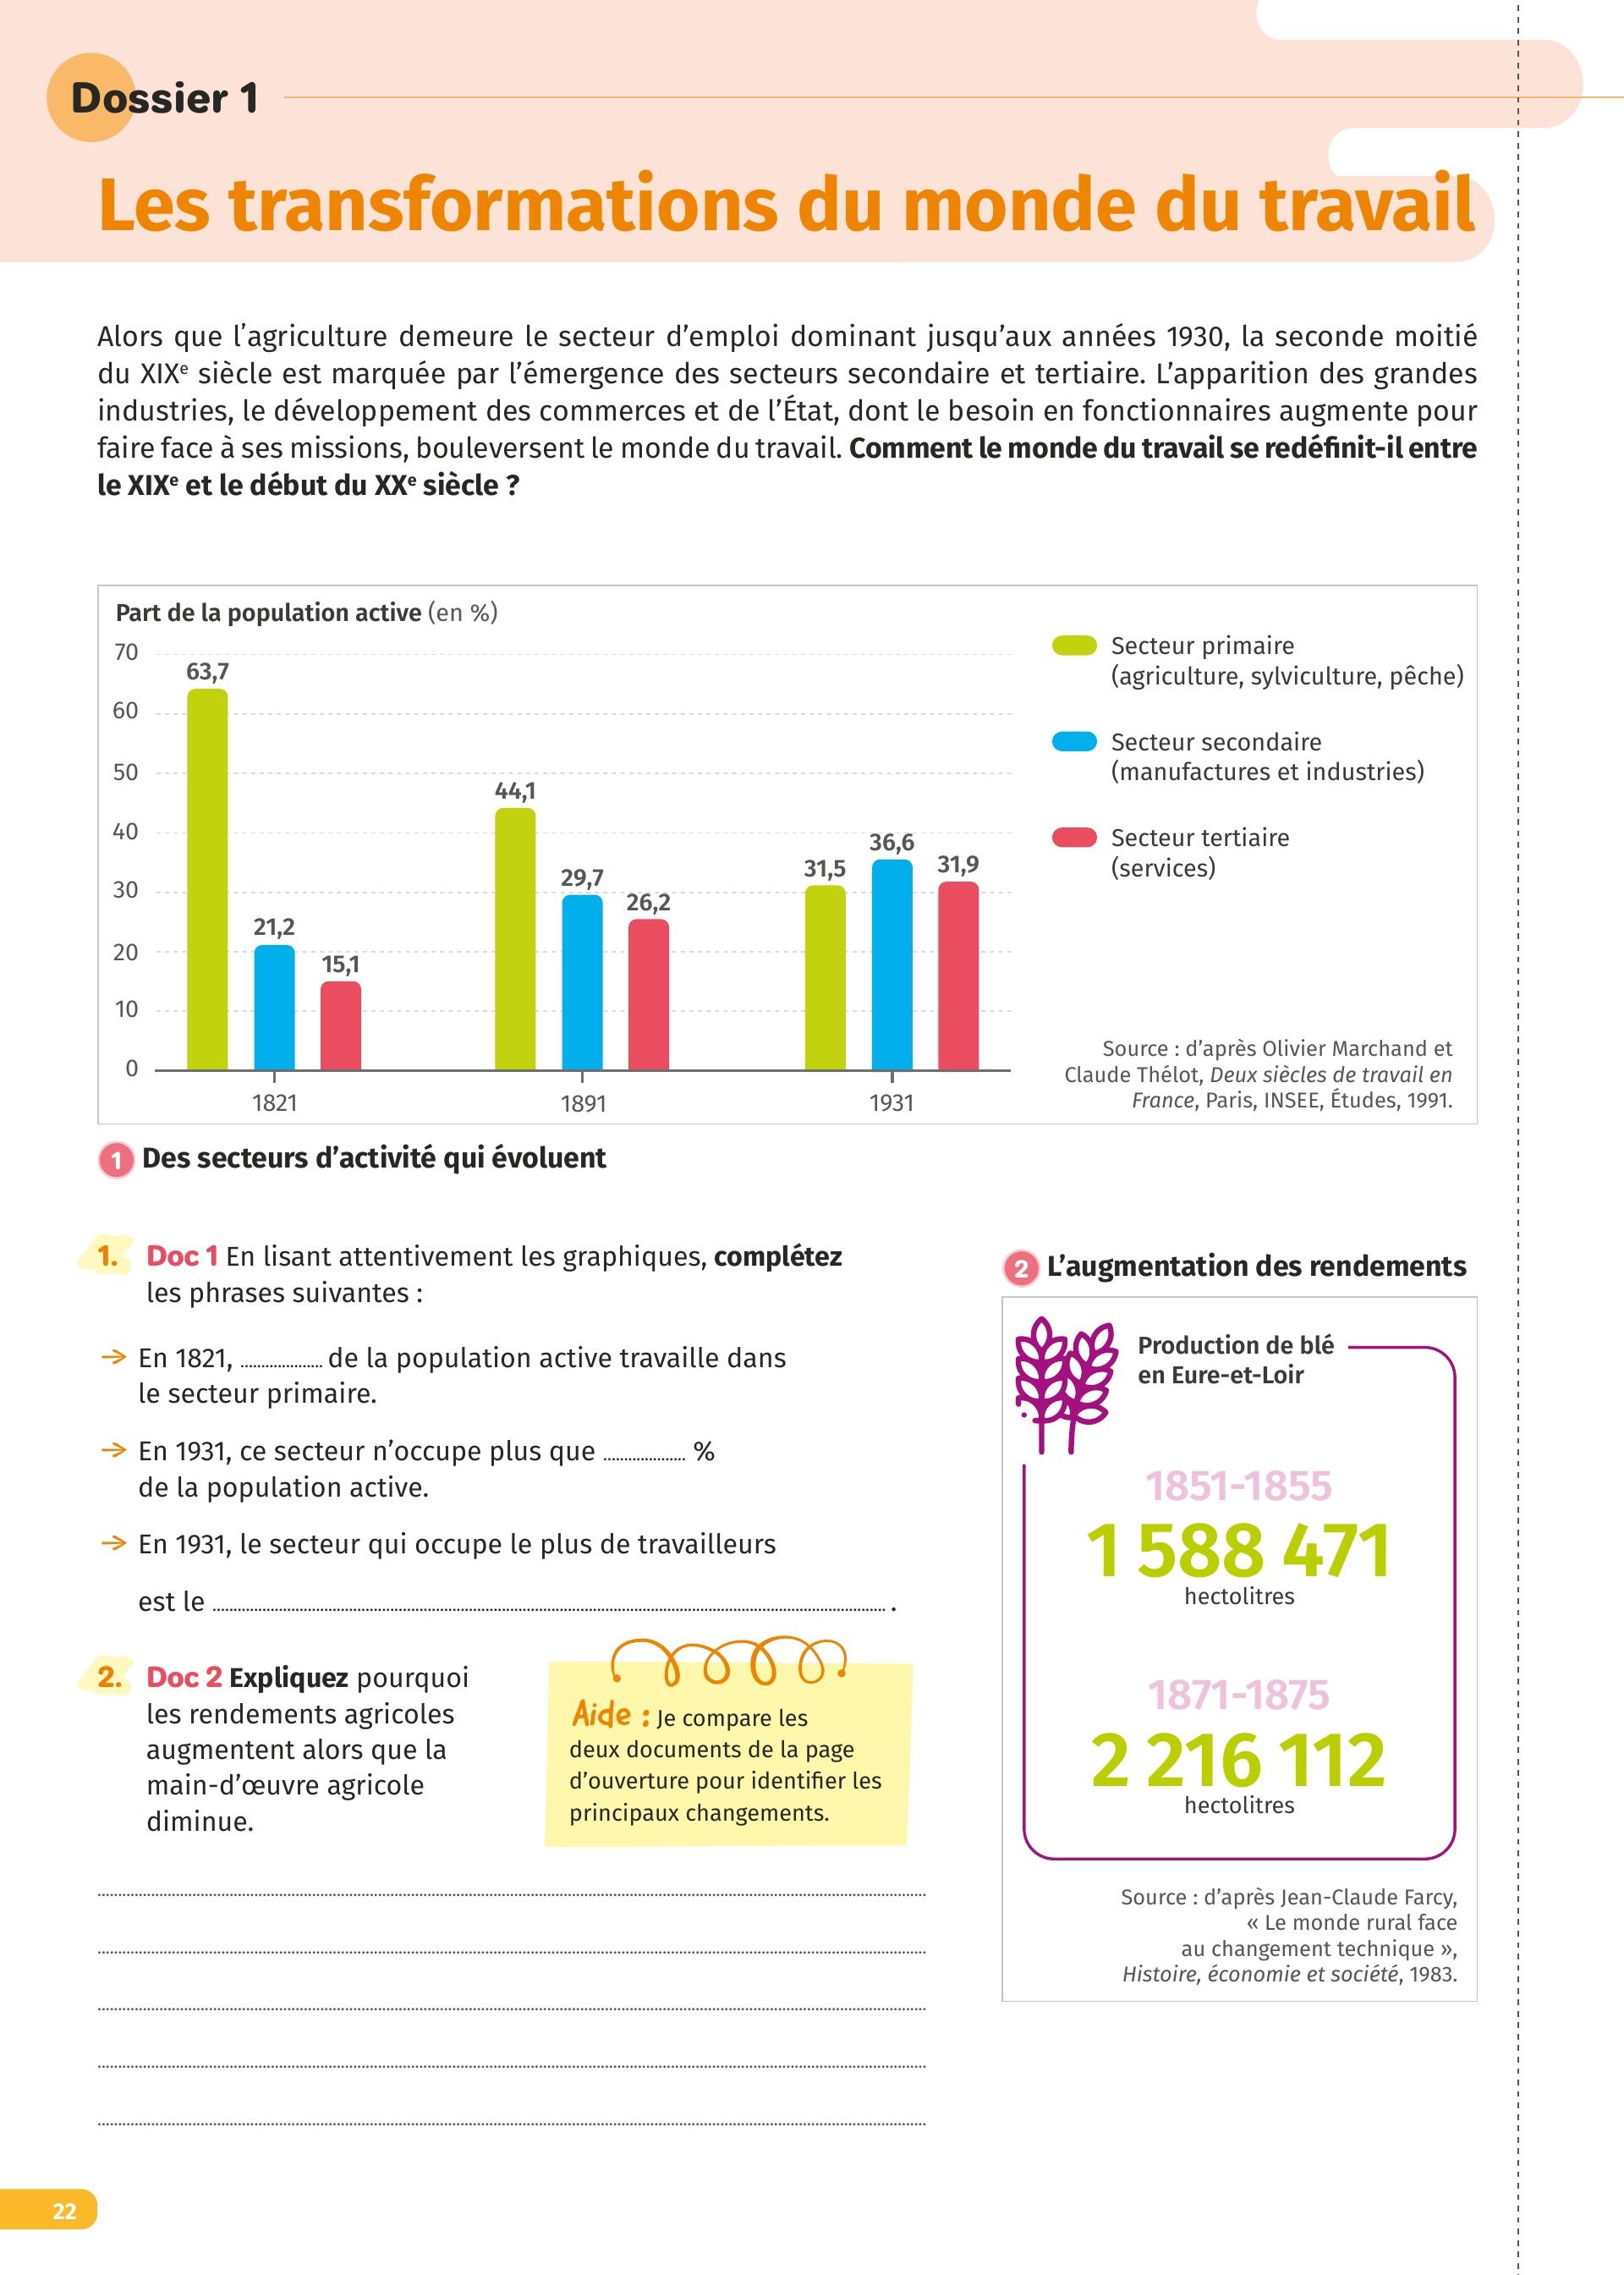 Dossier 1
Les transformations du monde du travail
Alors que l’agriculture demeure le secteur d’emploi dominant jusqu’aux années 1930, la seconde moitié
du XIXe siècle est marquée par l’émergence des secteurs secondaire et tertiaire. L’apparition des grandes
industries, le développement des commerces et de l’État, dont le besoin en fonctionnaires augmente pour
faire face à ses missions, bouleversent le monde du travail. Comment le monde du travail se redéfinit-il entre
le XIXe et le début du XXe siècle ?
Part de la population active (en %)
70
60
50
40
30
20
10
0
63,7
21,2
15,1
44,1
29,7
26,2
31,5
36,6
31,9
1821
1891
1931
Secteur primaire
(agriculture, sylviculture, pêche)
Secteur secondaire
(manufactures et industries)
Secteur tertiaire
(services)
Source : d’après Olivier Marchand et
Claude Thélot, Deux siècles de travail en
France, Paris, INSEE, Études, 1991.
1 Des secteurs d’activité qui évoluent
1. Doc 1 En lisant attentivement les graphiques, complétez
les phrases suivantes :
→ En 1821, .................... de la population active travaille dans
le secteur primaire.
→ En 1931, ce secteur n’occupe plus que .................... %
de la population active.
→ En 1931, le secteur qui occupe le plus de travailleurs
est le .................... .
2. Doc 2 Expliquez pourquoi
les rendements agricoles
augmentent alors que la
main-d’œuvre agricole
diminue.
Aide : Je compare les
deux documents de la page
d’ouverture pour identifier les
principaux changements.
2 L’augmentation des rendements
Production de blé
en Eure-et-Loir
1851-1855
1 588 471
hectolitres
1871-1875
2 216 112
hectolitres
Source : d’après Jean-Claude Farcy,
« Le monde rural face
au changement technique »,
Histoire, économie et société, 1983.
22